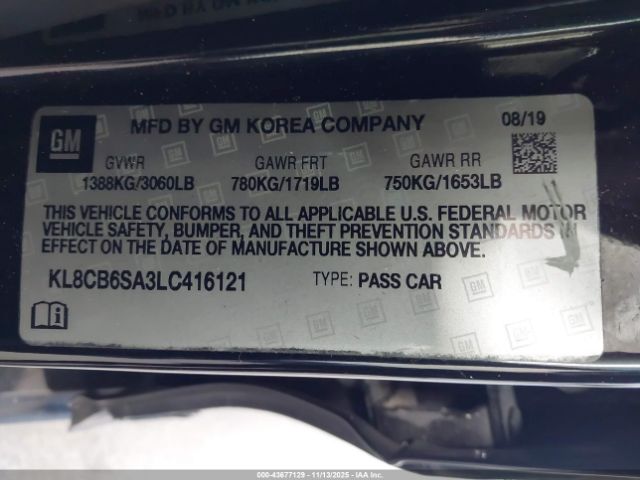 GM
MFD BY GM KOREA COMPANY 08/19
GVWR GAWR FRT GAWR RR
1388KG/3060LB 780KG/1719LB 750KG/1653LB
THIS VEHICLE CONFORMS TO ALL APPLICABLE U.S. FEDERAL MOTOR
VEHICLE SAFETY, BUMPER, AND THEFT PREVENTION STANDARDS IN
EFFECT ON THE DATE OF MANUFACTURE SHOWN ABOVE.
KL8CB6SA3LC416121 TYPE: PASS CAR
000-43677129 - 11/13/2025 - IAAC